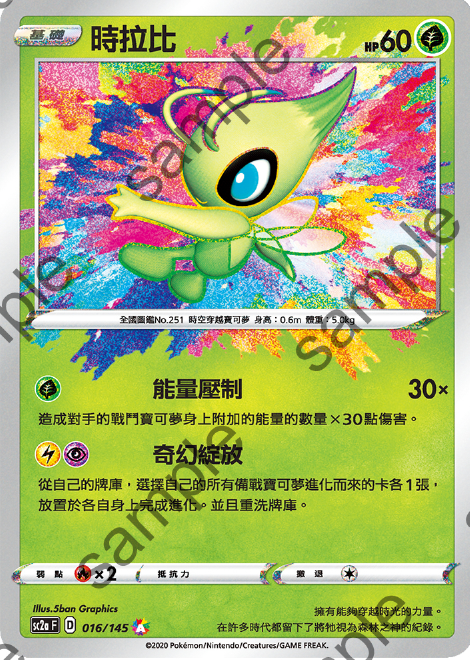 基礎 時拉比 HP60
全國圖鑑No.251 時空穿越寶可夢 身高：0.6m 體重：5.0kg
能量壓制 30×
造成對手的戰鬥寶可夢身上附加的能量的數量×30點傷害。
奇幻綻放
從自己的牌庫，選擇自己的所有備戰寶可夢進化而來的卡各1張，
放置於各自身上完成進化。並且重洗牌庫。
弱點 ×2 抵抗力 撤退
Illus.5ban Graphics
擁有能夠穿越時光的力量。
sc2a F D 016/145
在許多時代都留下了將牠視為森林之神的紀錄。
©2020 Pokémon/Nintendo/Creatures/GAME FREAK.
sample
sample
sample
sample
sample